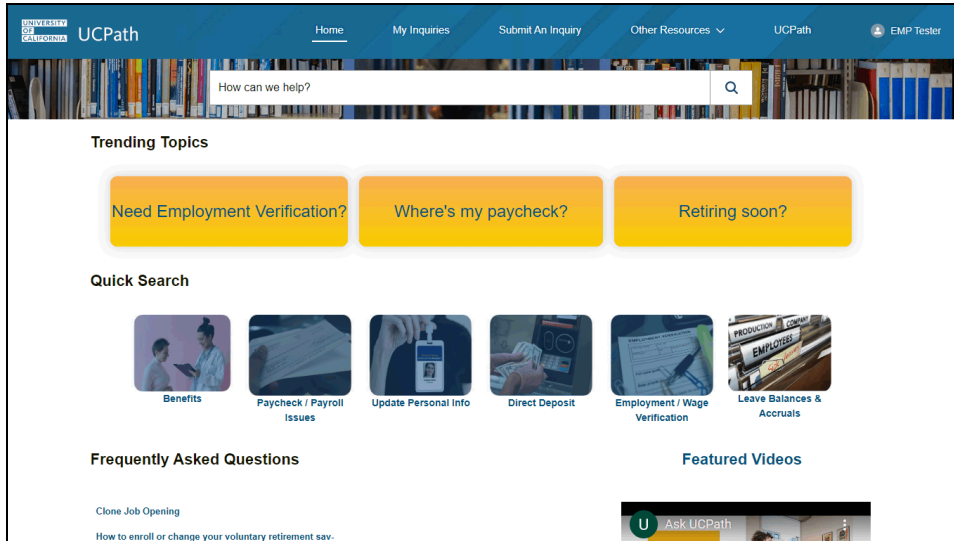 UNIVERSITY
OF
CALIFORNIA
UCPath
Home
My Inquiries
Submit An Inquiry
Other Resources
UCPath
EMP Tester
How can we help?
Trending Topics
Need Employment Verification?
Where's my paycheck?
Retiring soon?
Quick Search
PRODUCTION
COMPANY
EMPLOYEES
Benefits
Paycheck / Payroll
Issues
Update Personal Info
Direct Deposit
Employment / Wage
Verification
Leave Balances &
Accruals
Frequently Asked Questions
Featured Videos
Clone Job Opening
How to enroll or change your voluntary retirement sav-
U
Ask UCPath